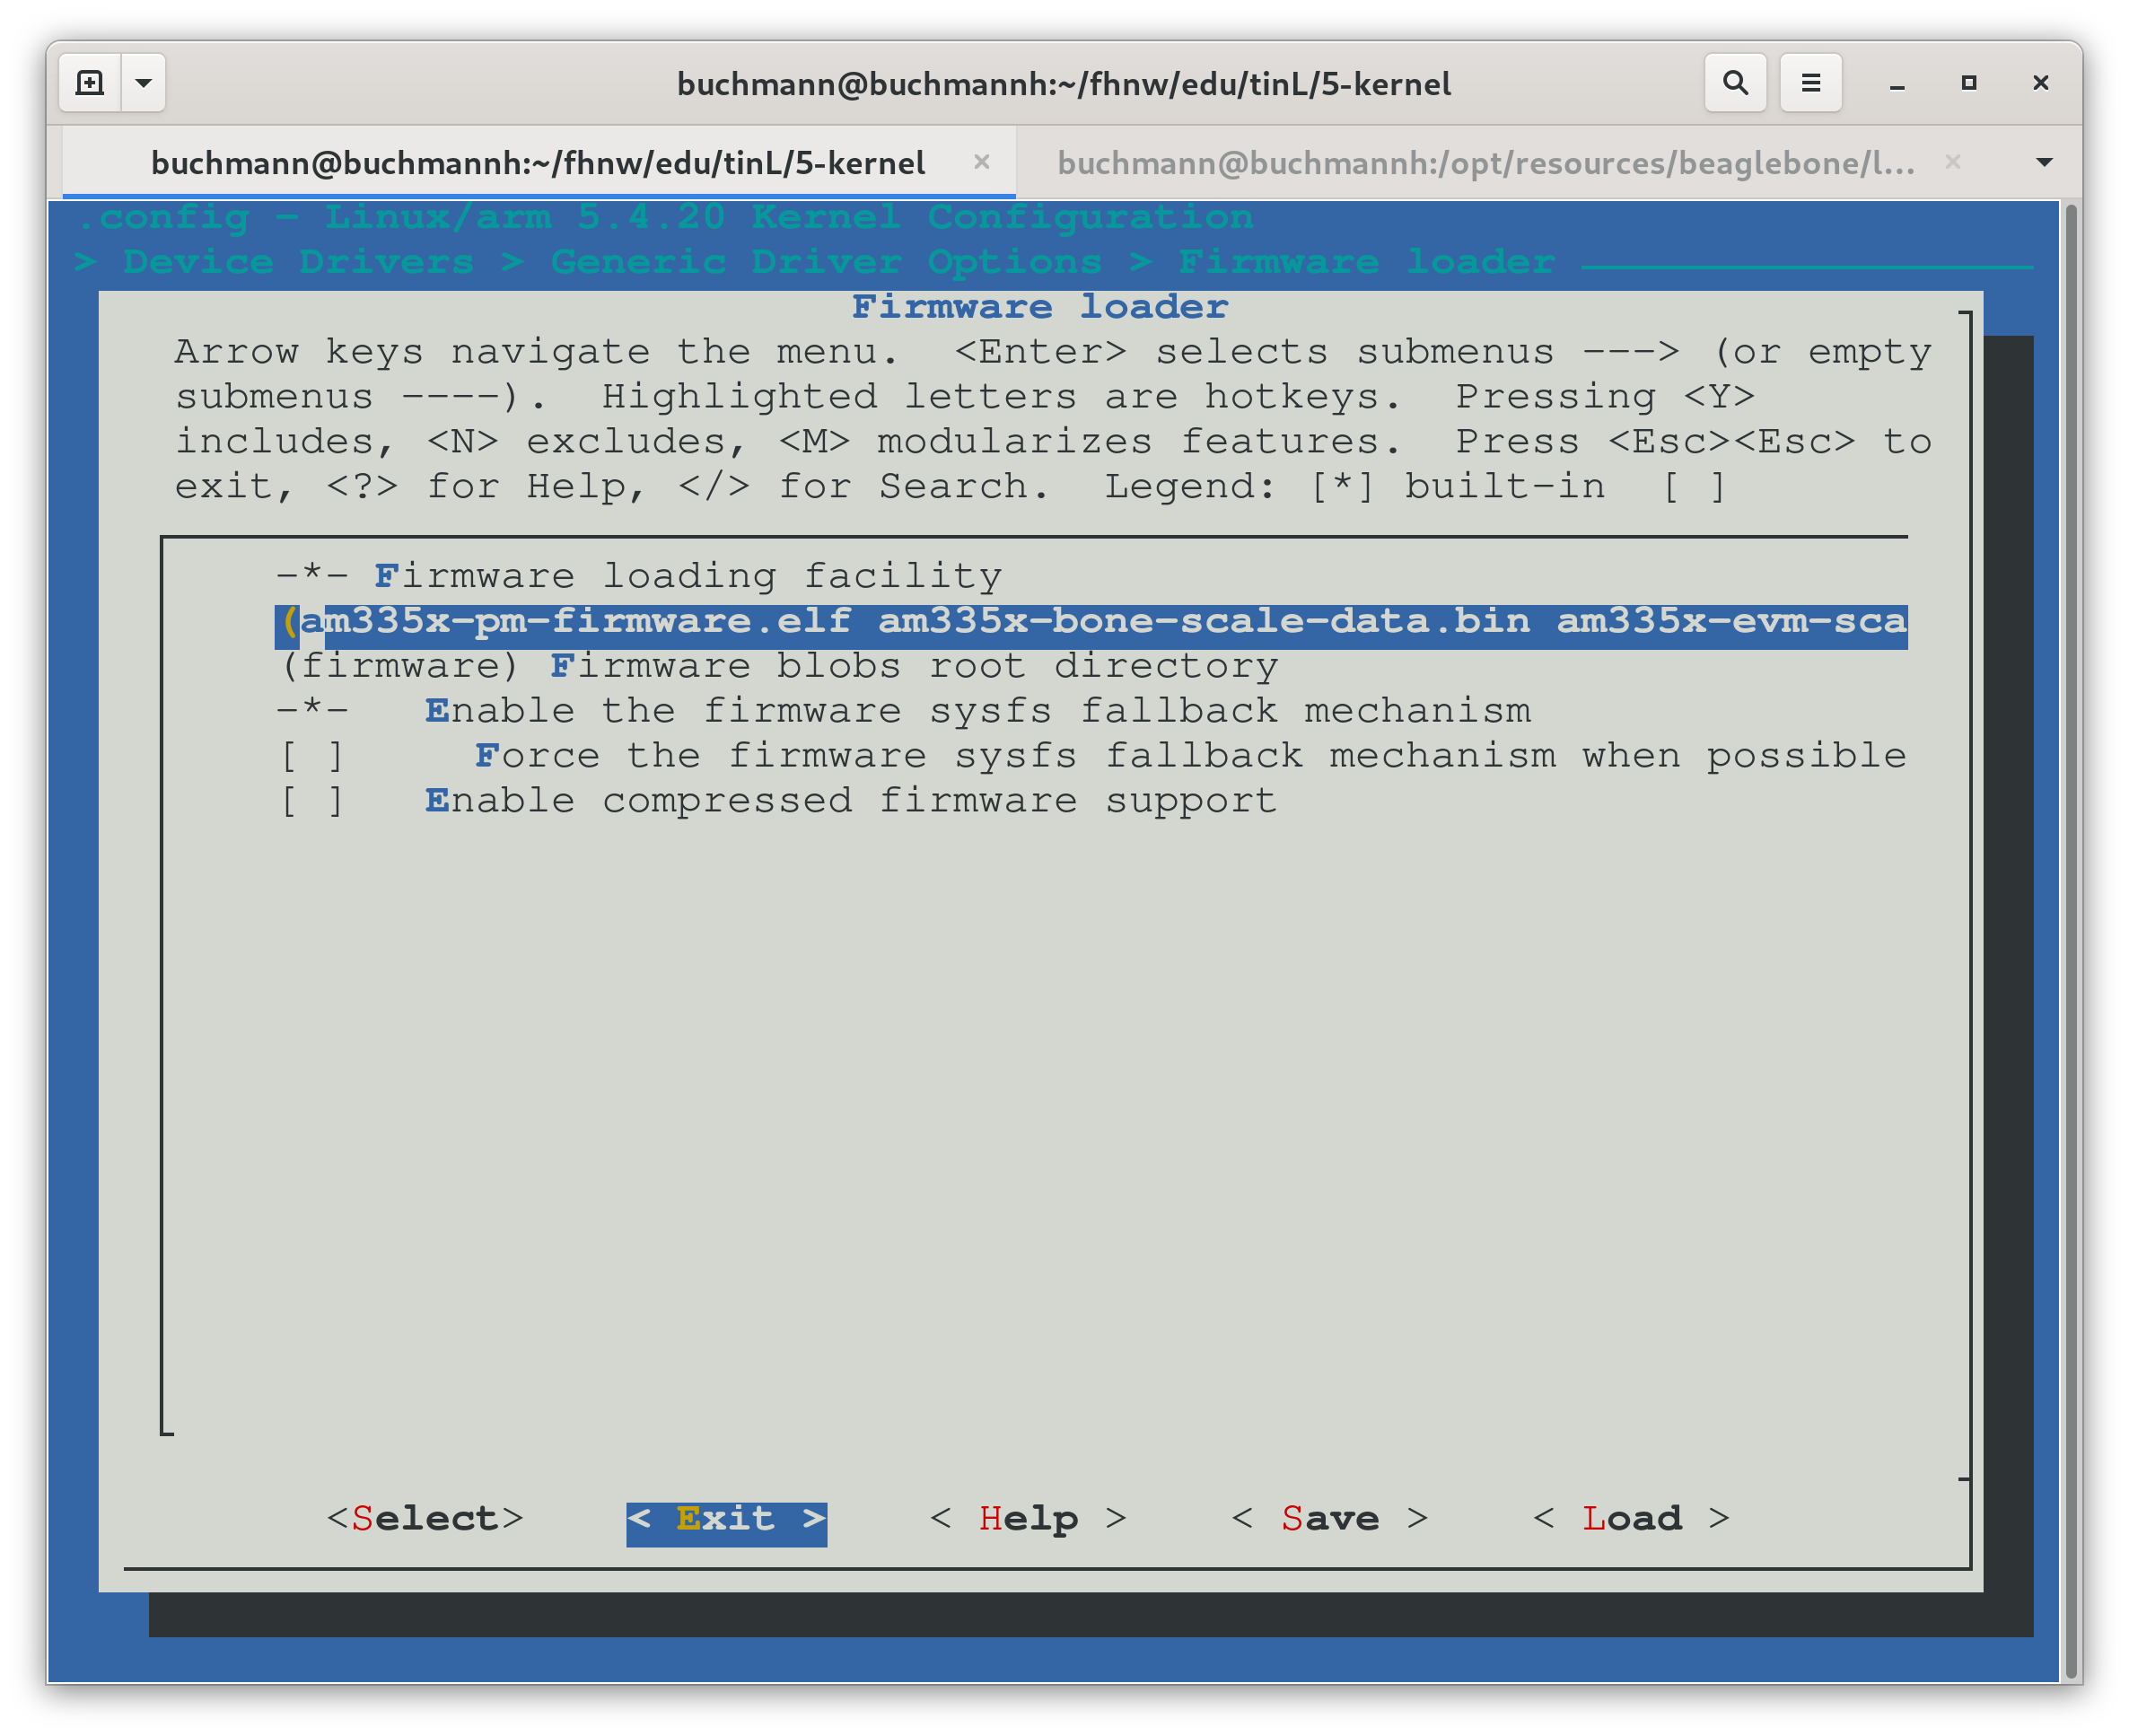 buchmann@buchmannh:~/fhnw/edu/tinL/5-kernel
buchmann@buchmannh:~/fhnw/edu/tinL/5-kernel × buchmann@buchmannh:/opt/resources/beaglebone/l... ×
.config - Linux/arm 5.4.20 Kernel Configuration
> Device Drivers > Generic Driver Options > Firmware loader
Firmware loader
Arrow keys navigate the menu.  <Enter> selects submenus ---> (or empty
submenus ----).  Highlighted letters are hotkeys.  Pressing <Y>
includes, <N> excludes, <M> modularizes features.  Press <Esc><Esc> to
exit, <?> for Help, </> for Search.  Legend: [*] built-in  [ ]
-*- Firmware loading facility
(am335x-pm-firmware.elf am335x-bone-scale-data.bin am335x-evm-sca
(firmware) Firmware blobs root directory
-*-   Enable the firmware sysfs fallback mechanism
[ ]     Force the firmware sysfs fallback mechanism when possible
[ ]   Enable compressed firmware support
<Select>    < Exit >    < Help >    < Save >    < Load >